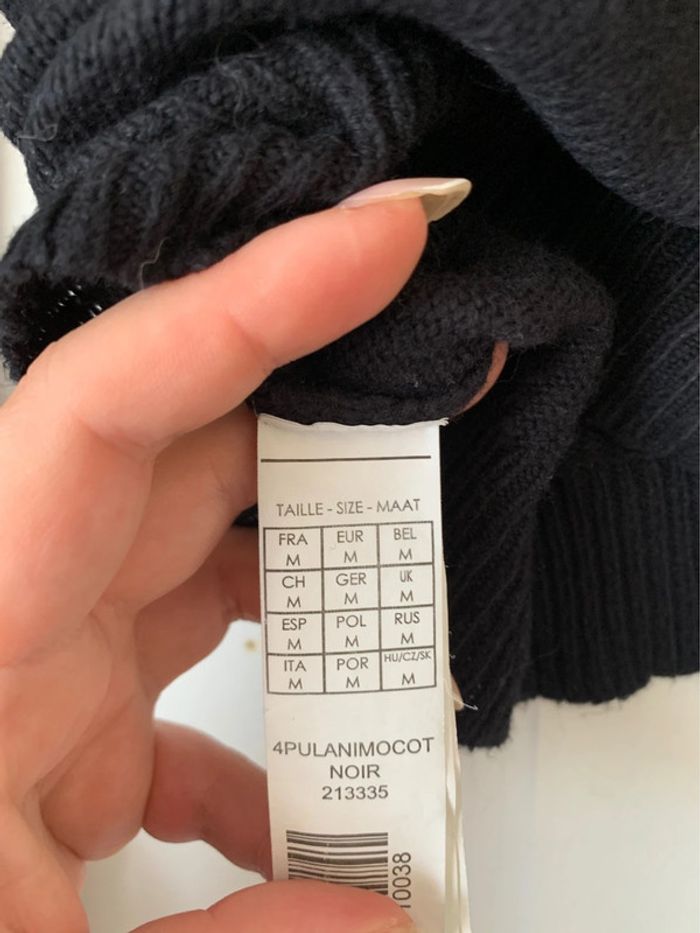 TAILLE - SIZE - MAAT
FRA EUR BEL
M M M
CH GER UK
M M M
ESP POL RUS
M M M
ITA POR HU/CZ/SK
M M M
4PULANIMOCOT
NOIR
213335
0038